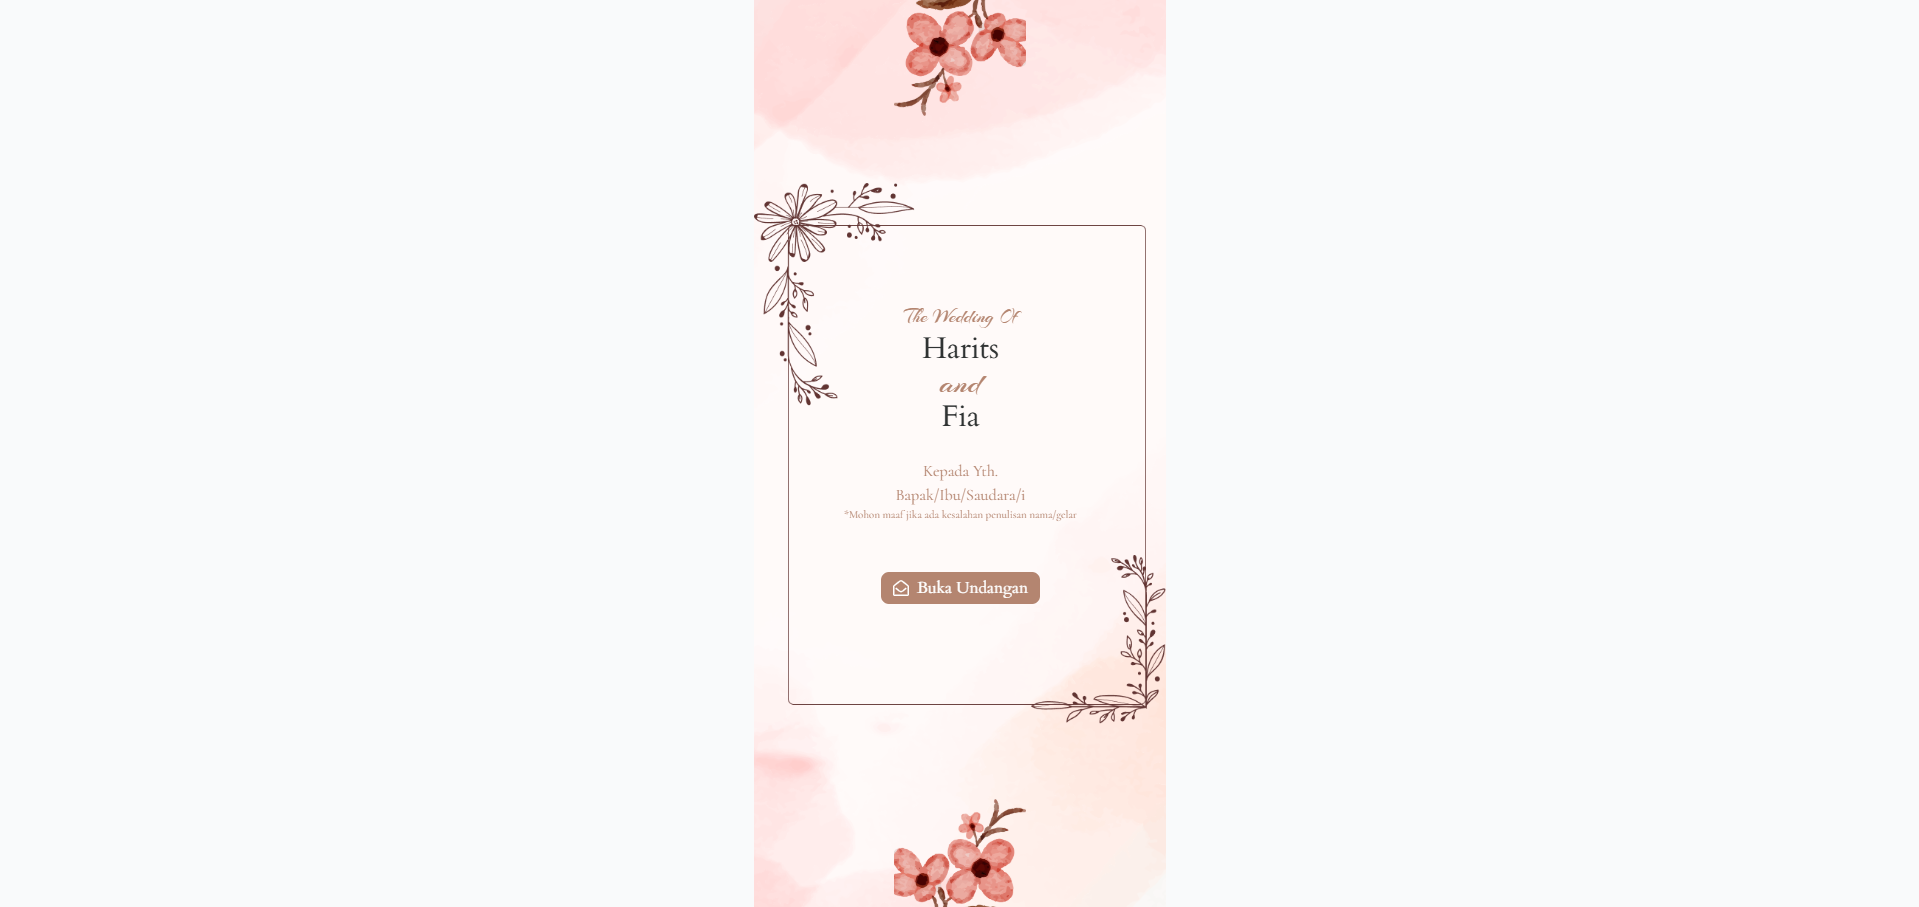 The Wedding Of
Harits
and
Fia
Kepada Yth.
Bapak/Ibu/Saudara/i
*Mohon maaf jika ada kesalahan penulisan nama/gelar
Buka Undangan